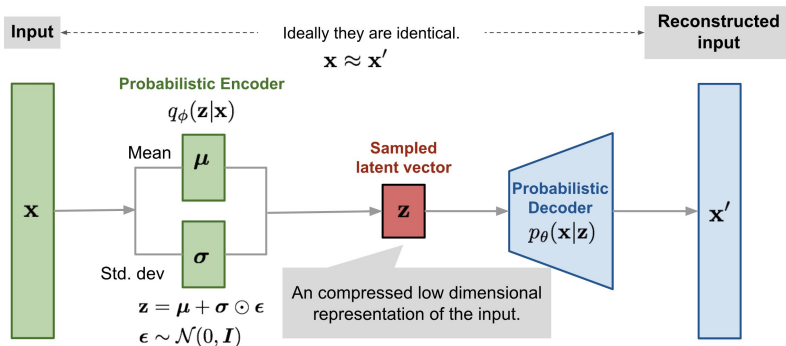 Input
Ideally they are identical.
x ≈ x′
Reconstructed
input
Probabilistic Encoder
q_ϕ(z|x)
Mean
μ
Sampled
latent vector
x
z
Probabilistic
Decoder
p_θ(x|z)
x′
σ
Std. dev
z = μ + σ ⊙ ϵ
ϵ ∼ 𝒩(0, I)
An compressed low dimensional
representation of the input.